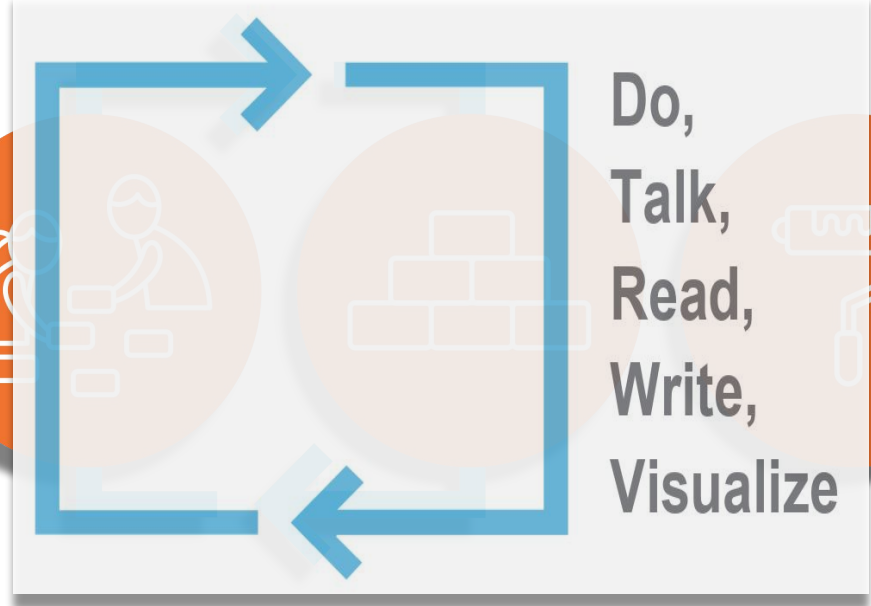 Do,
Talk,
Read,
Write,
Visualize